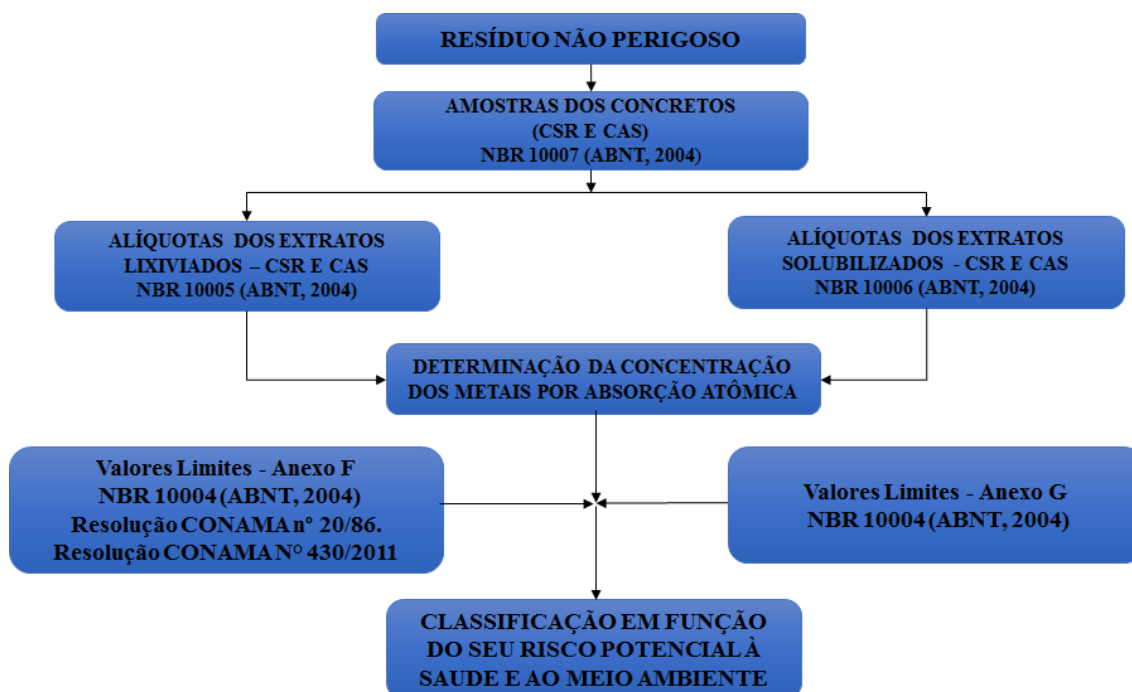 RESÍDUO NÃO PERIGOSO
AMOSTRAS DOS CONCRETOS
(CSR E CAS)
NBR 10007 (ABNT, 2004)
ALÍQUOTAS DOS EXTRATOS
LIXIVIADOS – CSR E CAS
NBR 10005 (ABNT, 2004)
ALÍQUOTAS DOS EXTRATOS
SOLUBILIZADOS - CSR E CAS
NBR 10006 (ABNT, 2004)
DETERMINAÇÃO DA CONCENTRAÇÃO
DOS METAIS POR ABSORÇÃO ATÔMICA
Valores Limites - Anexo F
NBR 10004 (ABNT, 2004)
Resolução CONAMA nº 20/86.
Resolução CONAMA N° 430/2011
Valores Limites - Anexo G
NBR 10004 (ABNT, 2004)
CLASSIFICAÇÃO EM FUNÇÃO
DO SEU RISCO POTENCIAL À
SAUDE E AO MEIO AMBIENTE